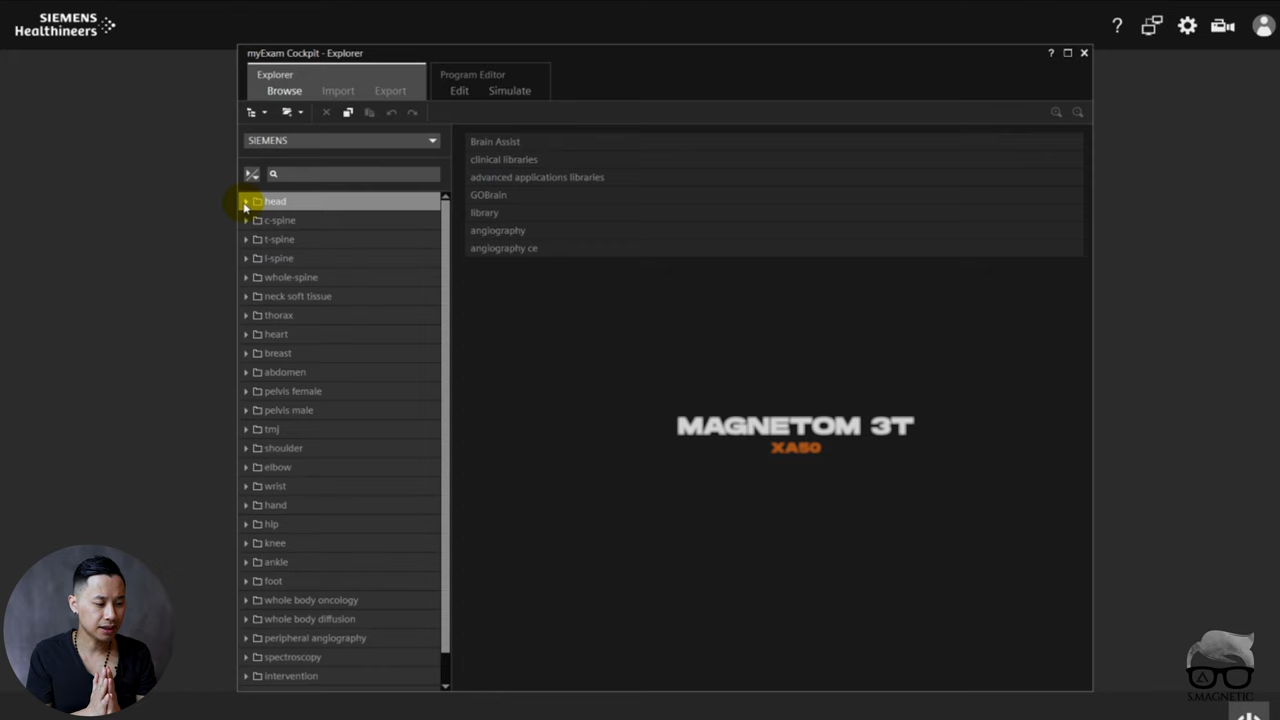 SIEMENS
Healthineers
?
myExam Cockpit - Explorer
?
Explorer
Program Editor
Browse Import Export
Edit Simulate
SIEMENS
head
c-spine
t-spine
l-spine
whole-spine
neck soft tissue
thorax
heart
breast
abdomen
pelvis female
pelvis male
tmj
shoulder
elbow
wrist
hand
hip
knee
ankle
foot
whole body oncology
whole body diffusion
peripheral angiography
spectroscopy
intervention
Brain Assist
clinical libraries
advanced applications libraries
GOBrain
library
angiography
angiography ce
MAGNETOM 3T
XA50
S.MAGNETIC